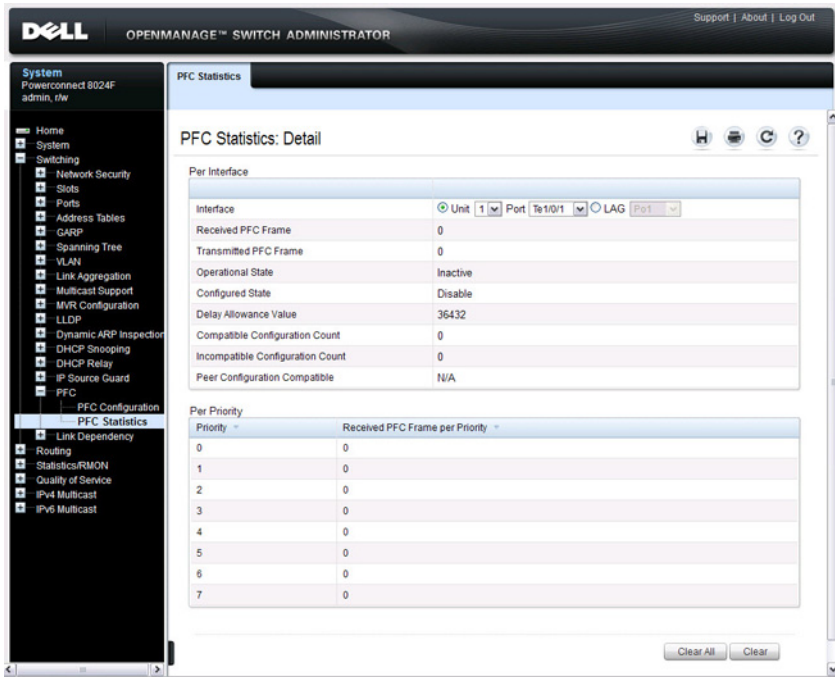 Support | About | Log Out
DELL
OPENMANAGE™ SWITCH ADMINISTRATOR
System
Powerconnect 8024F
admin, r/w
Home
System
Switching
Network Security
Slots
Ports
Address Tables
GARP
Spanning Tree
VLAN
Link Aggregation
Multicast Support
MVR Configuration
LLDP
Dynamic ARP Inspection
DHCP Snooping
DHCP Relay
IP Source Guard
PFC
PFC Configuration
PFC Statistics
Link Dependency
Routing
Statistics/RMON
Quality of Service
IPv4 Multicast
IPv6 Multicast
PFC Statistics
PFC Statistics: Detail
Per Interface
Interface Unit 1 Port Te1/0/1 LAG Po1
Received PFC Frame 0
Transmitted PFC Frame 0
Operational State Inactive
Configured State Disable
Delay Allowance Value 36432
Compatible Configuration Count 0
Incompatible Configuration Count 0
Peer Configuration Compatible N/A
Per Priority
Priority Received PFC Frame per Priority
0 0
1 0
2 0
3 0
4 0
5 0
6 0
7 0
Clear All Clear